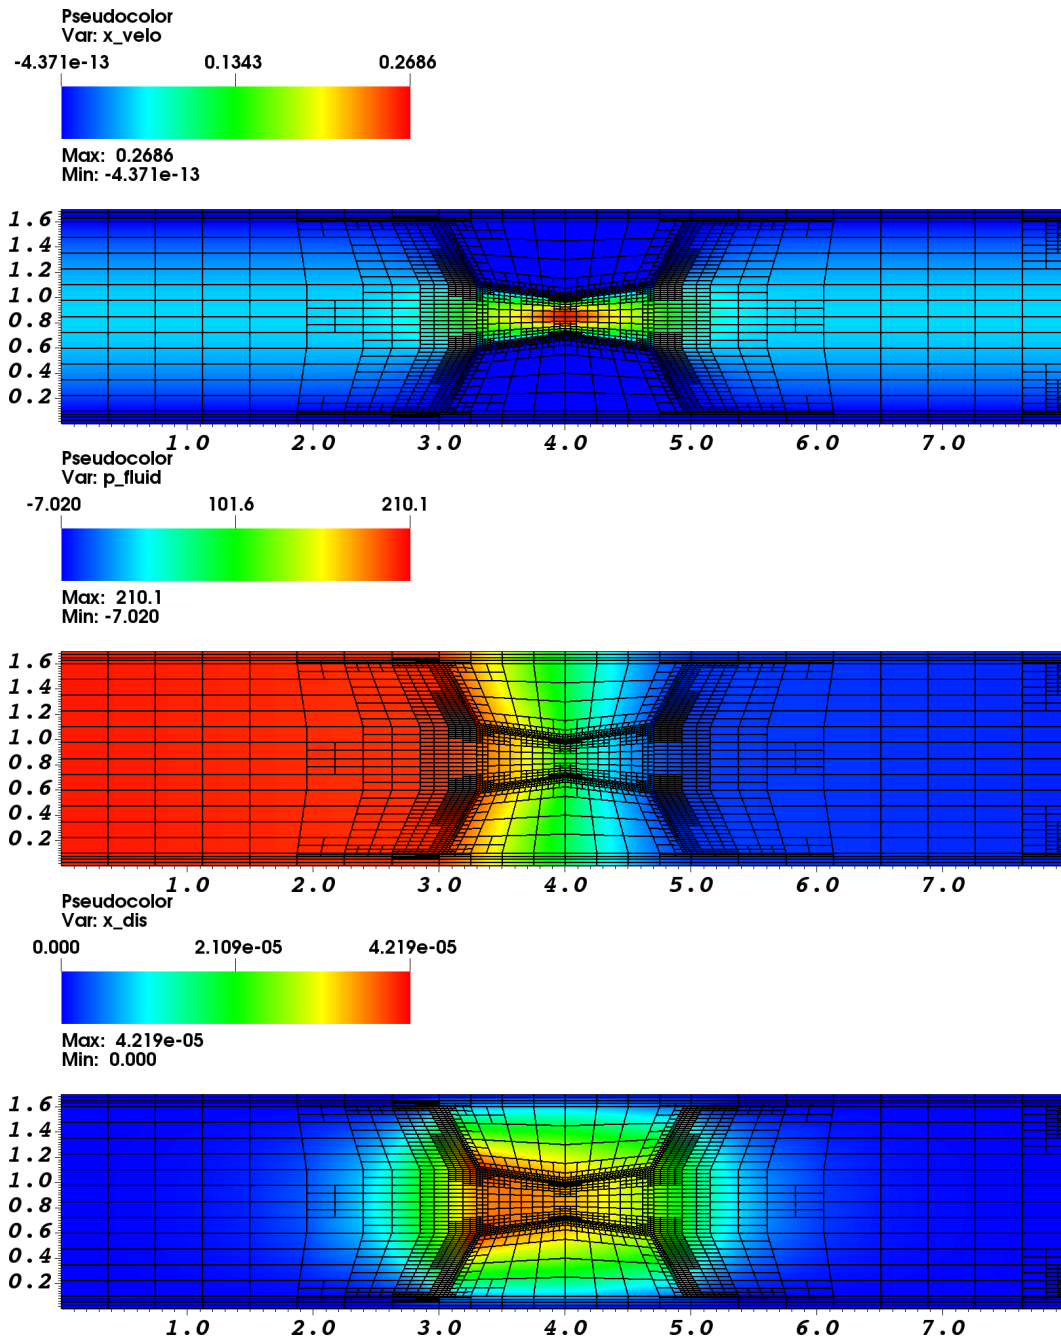 Pseudocolor
Var: x_velo
-4.371e-13 0.1343 0.2686
Max: 0.2686
Min: -4.371e-13
1.6
1.4
1.2
1.0
0.8
0.6
0.4
0.2
1.0 2.0 3.0 4.0 5.0 6.0 7.0
Pseudocolor
Var: p_fluid
-7.020 101.6 210.1
Max: 210.1
Min: -7.020
1.6
1.4
1.2
1.0
0.8
0.6
0.4
0.2
1.0 2.0 3.0 4.0 5.0 6.0 7.0
Pseudocolor
Var: x_dis
0.000 2.109e-05 4.219e-05
Max: 4.219e-05
Min: 0.000
1.6
1.4
1.2
1.0
0.8
0.6
0.4
0.2
1.0 2.0 3.0 4.0 5.0 6.0 7.0